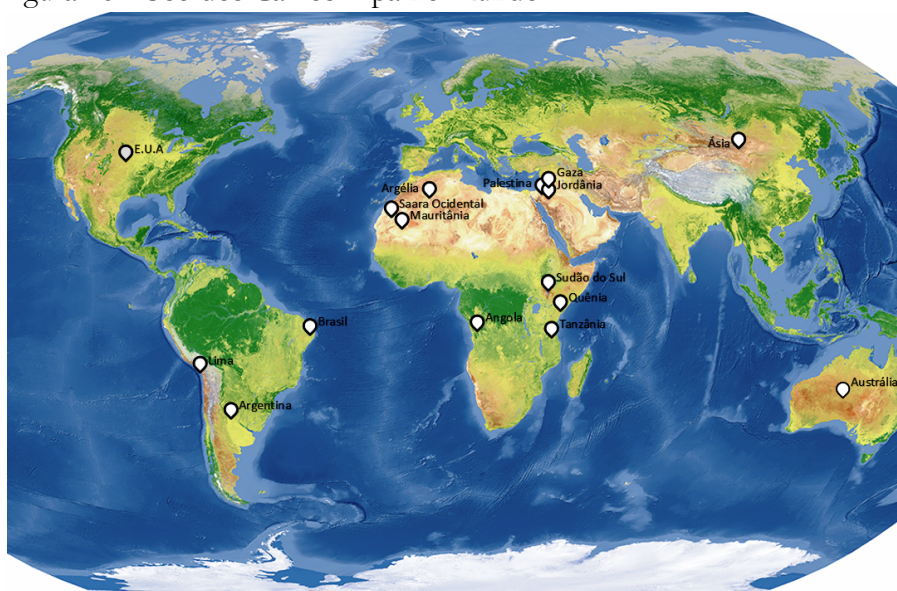 E.U.A
Ásia
Gaza
Palestina
Jordânia
Argélia
Saara Ocidental
Mauritânia
Sudão do Sul
Quênia
Angola
Tanzânia
Brasil
Lima
Argentina
Austrália